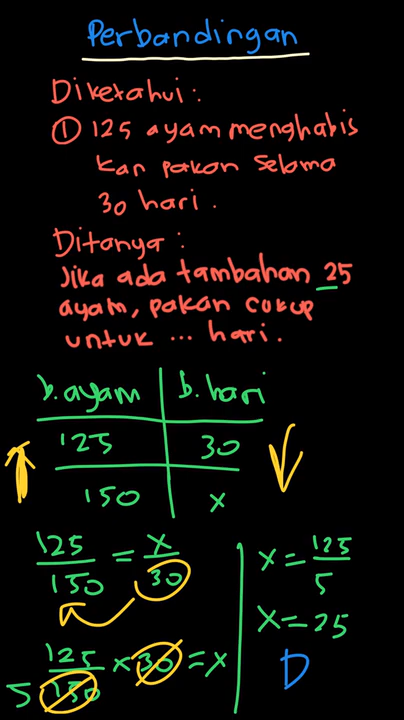 Perbandingan
Diketahui :
① 125 ayam menghabis
kan pakan selama
30 hari .
Ditanya :
Jika ada tambahan 25
ayam, pakan cukup
untuk ... hari .
b. ayam | b. hari
125 | 30
150 | x
125/150 = x/30
125/150 x 30 = x
5
x = 125/5
x = 25
D